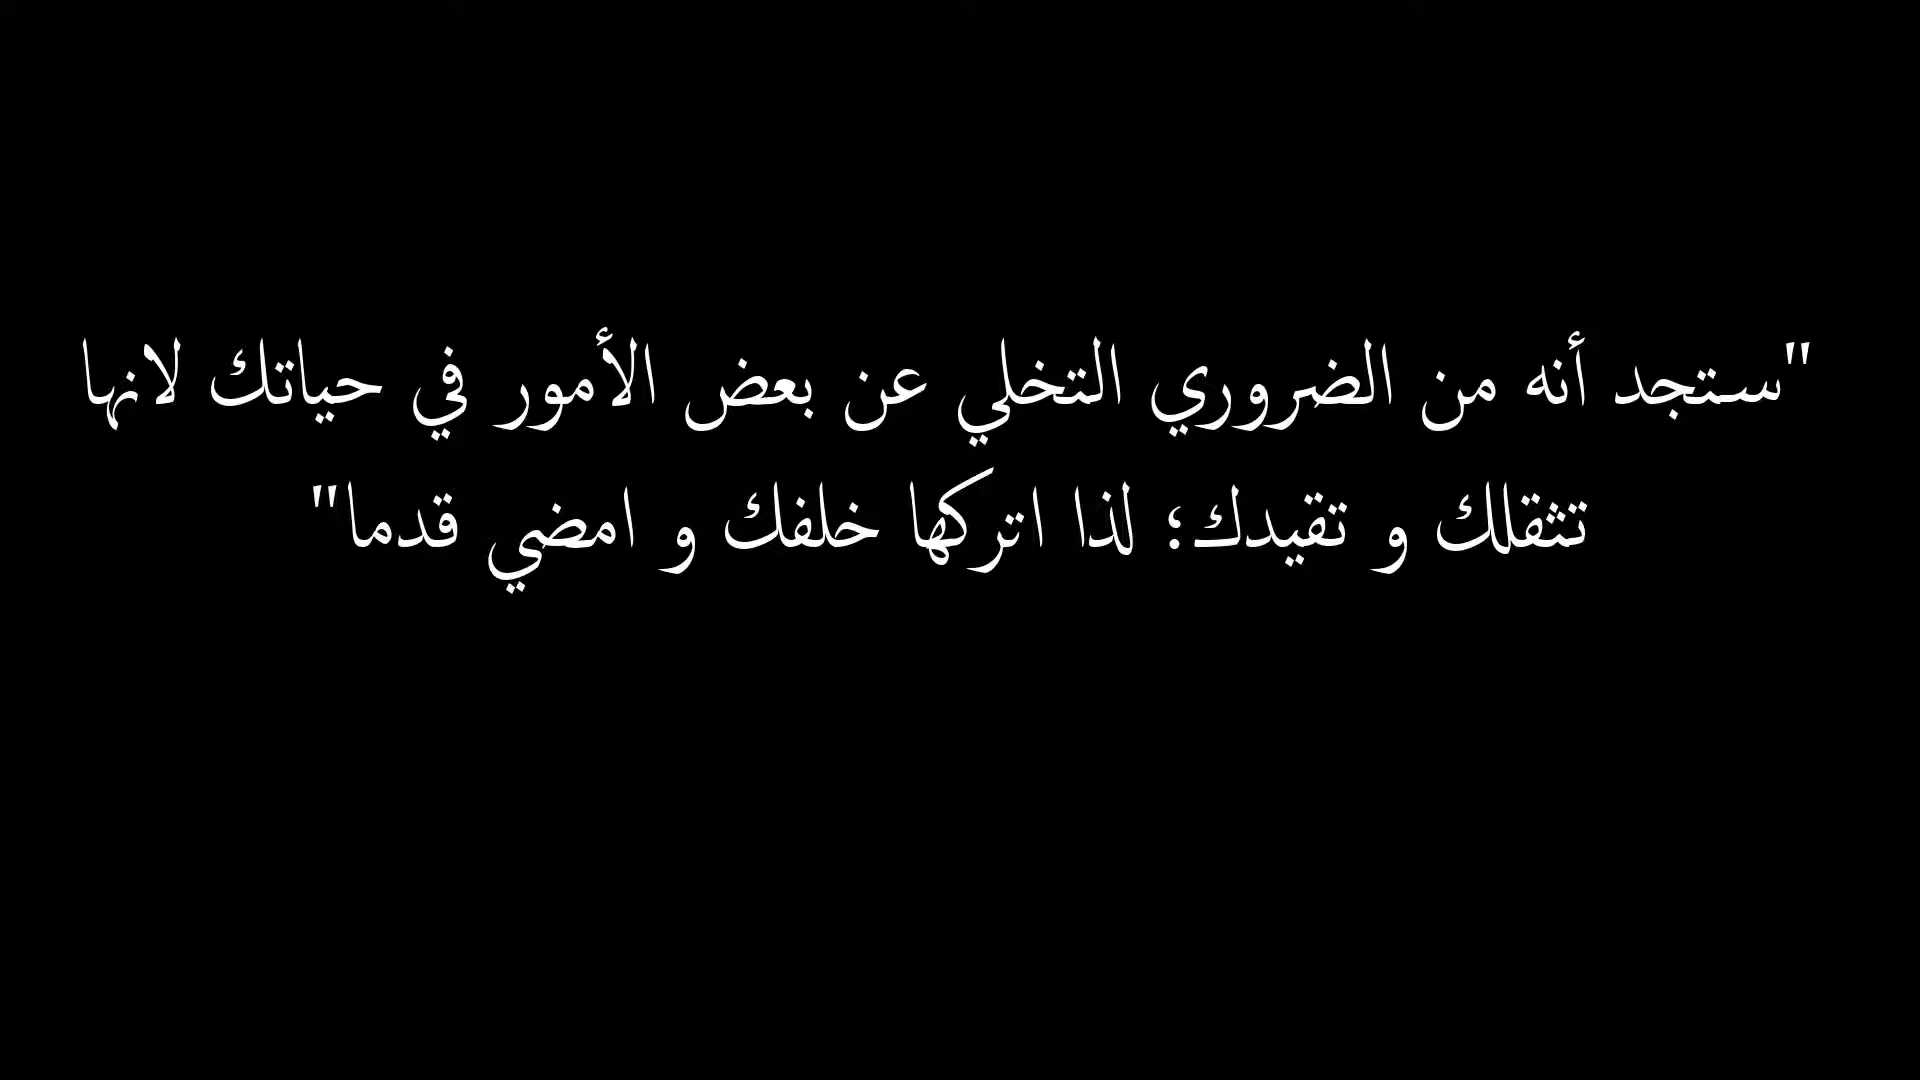 "ستجد أنه من الضروري التخلي عن بعض الأمور في حياتك لانها
تثقلك و تقيدك؛ لذا اتركها خلفك و امضي قدما"